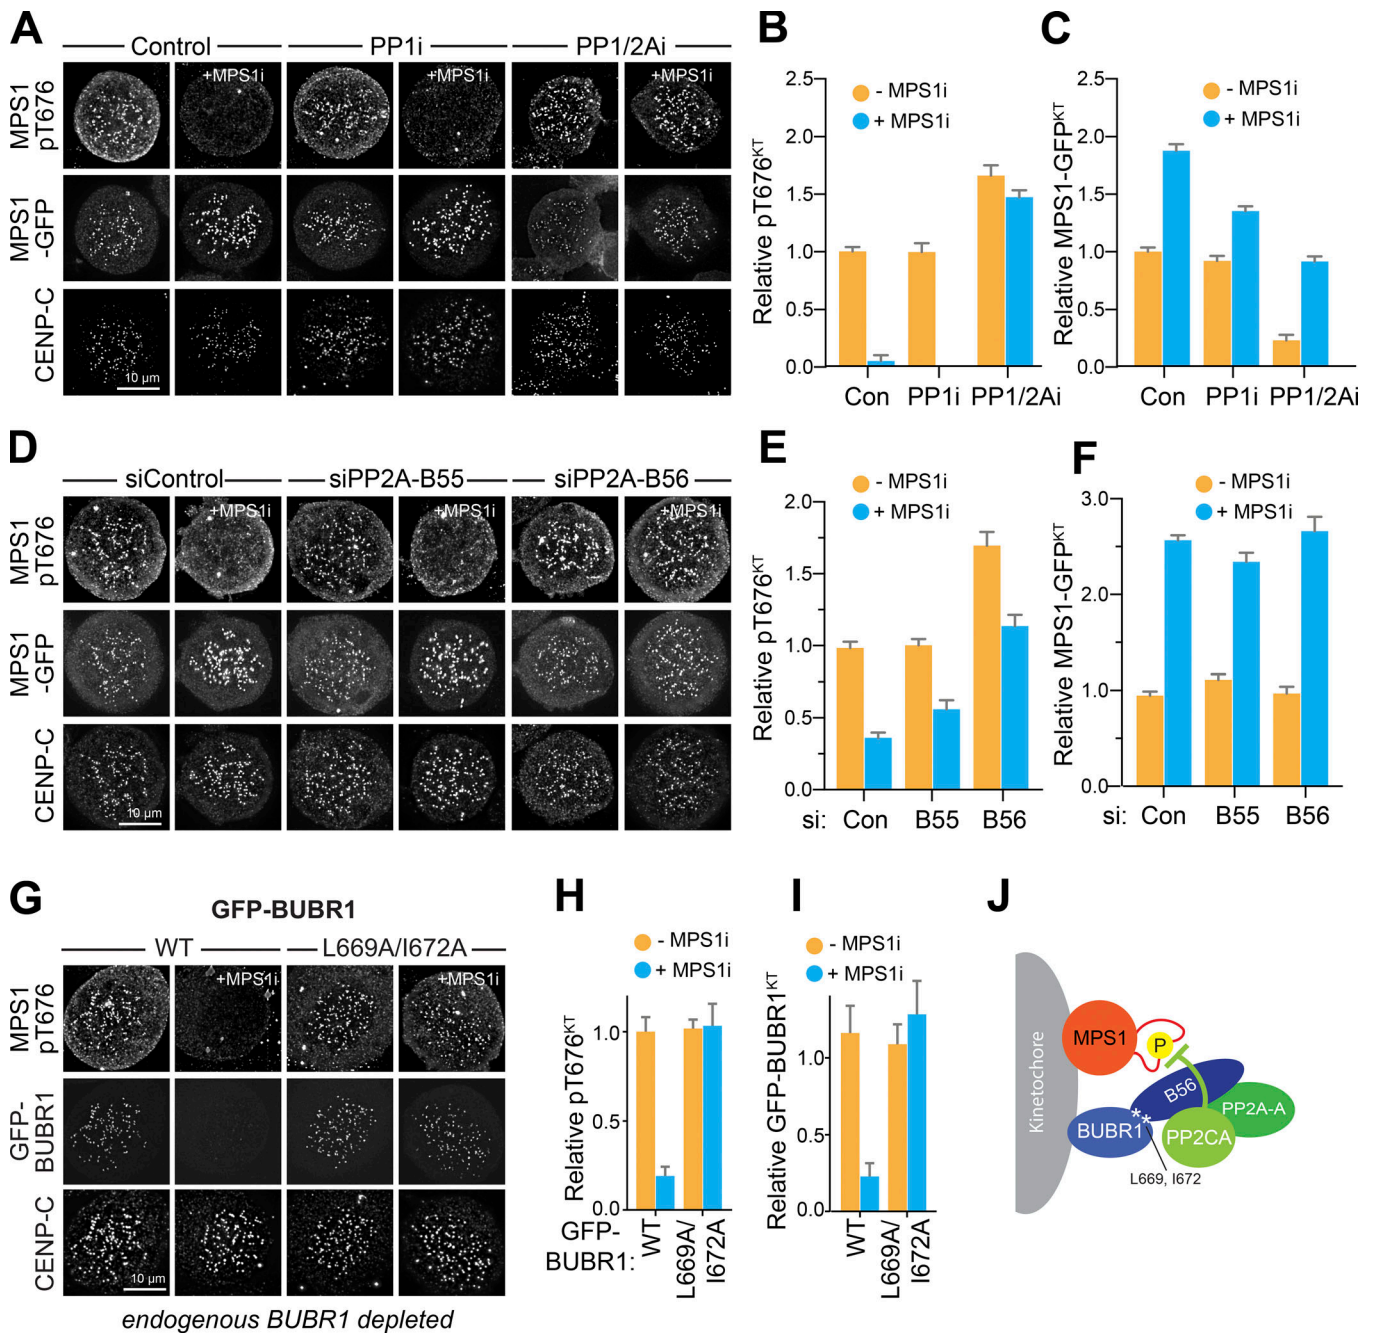 A
Control
PP1i
PP1/2Ai
MPS1
pT676
+MPS1i
+MPS1i
+MPS1i
MPS1
-GFP
CENP-C
10 µm
B
2.5
2.0
1.5
1.0
0.5
0.0
Relative pT676KT
- MPS1i
+ MPS1i
Con
PP1i
PP1/2Ai
C
2.5
2.0
1.5
1.0
0.5
0.0
Relative MPS1-GFPKT
- MPS1i
+ MPS1i
Con
PP1i
PP1/2Ai
D
siControl
siPP2A-B55
siPP2A-B56
MPS1
pT676
+MPS1i
+MPS1i
+MPS1i
MPS1
-GFP
CENP-C
10 µm
E
2.0
1.5
1.0
0.5
0.0
Relative pT676KT
- MPS1i
+ MPS1i
si:
Con
B55
B56
F
3.0
2.0
1.0
0.0
Relative MPS1-GFPKT
- MPS1i
+ MPS1i
si:
Con
B55
B56
G
GFP-BUBR1
WT
L669A/I672A
MPS1
pT676
+MPS1i
+MPS1i
GFP-
BUBR1
CENP-C
10 µm
endogenous BUBR1 depleted
H
- MPS1i
+ MPS1i
1.0
0.5
0.0
Relative pT676KT
GFP-
BUBR1:
WT
L669A/
I672A
I
- MPS1i
+ MPS1i
1.0
0.5
0.0
Relative GFP-BUBR1KT
WT
L669A/
I672A
J
Kinetochore
MPS1
P
B56
PP2A-A
BUBR1
**
PP2CA
L669, I672